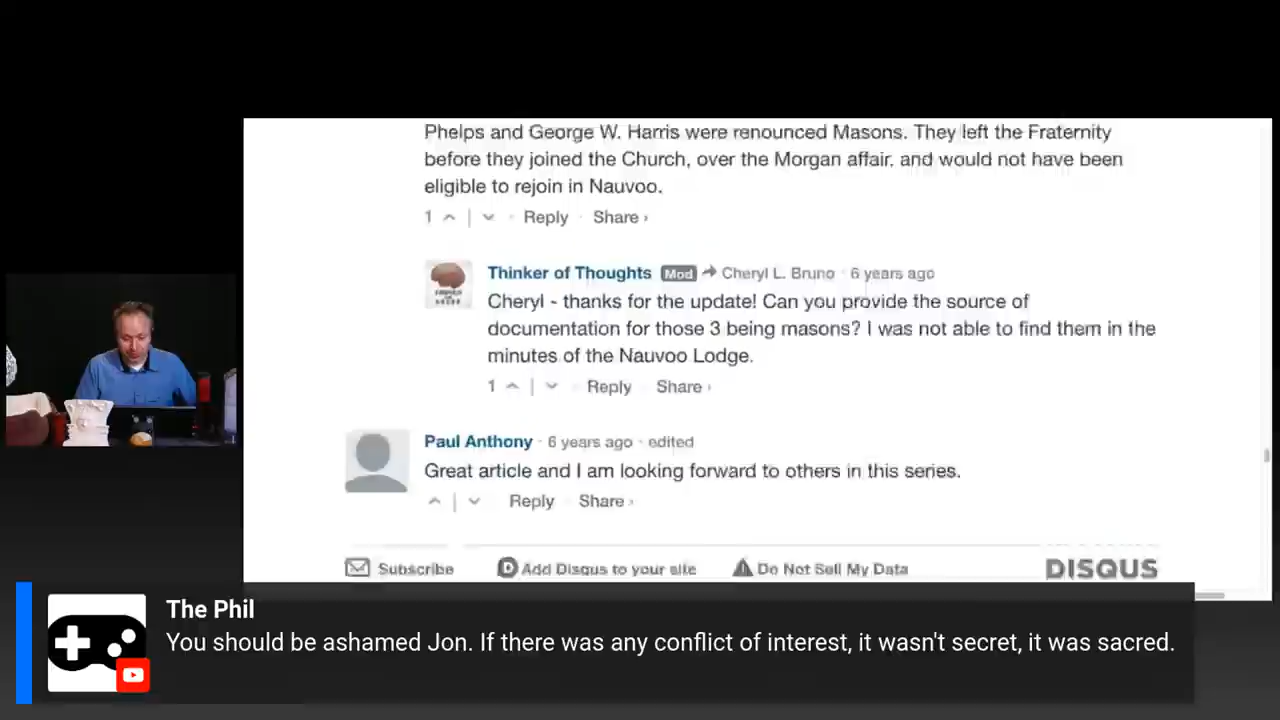 Phelps and George W. Harris were renounced Masons. They left the Fraternity
before they joined the Church, over the Morgan affair, and would not have been
eligible to rejoin in Nauvoo.
1 Reply Share ›
Thinker of Thoughts Mod Cheryl L. Bruno · 6 years ago
Cheryl - thanks for the update! Can you provide the source of
documentation for those 3 being masons? I was not able to find them in the
minutes of the Nauvoo Lodge.
1 Reply Share ›
Paul Anthony · 6 years ago · edited
Great article and I am looking forward to others in this series.
Reply Share ›
Subscribe Add Disqus to your site Do Not Sell My Data DISQUS
The Phil
You should be ashamed Jon. If there was any conflict of interest, it wasn't secret, it was sacred.